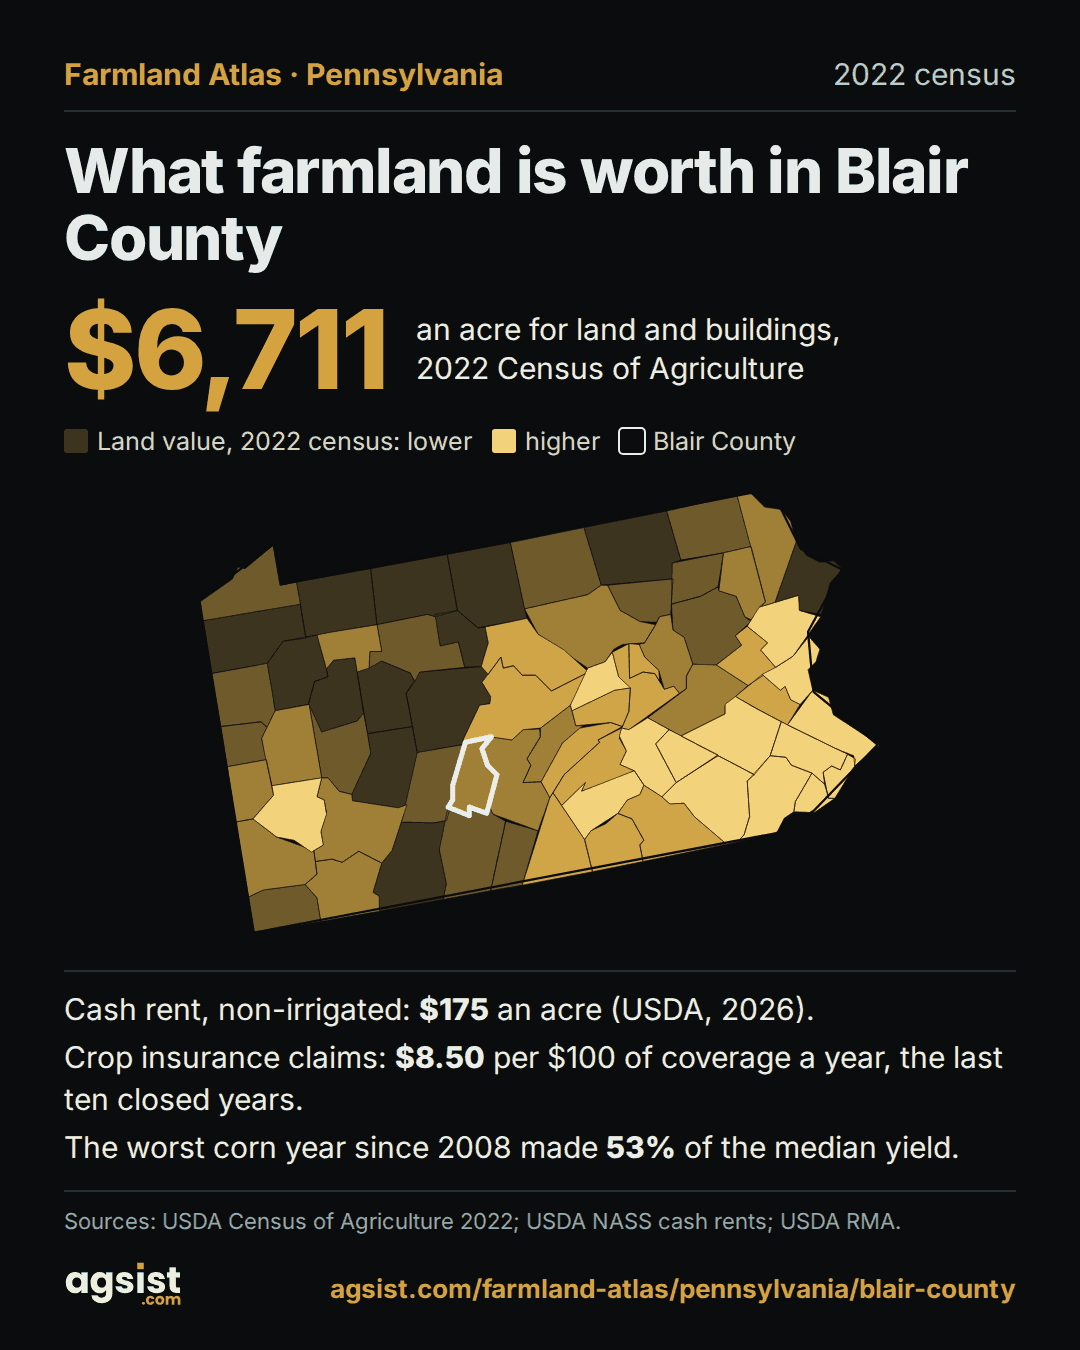 Farmland Atlas · Pennsylvania
2022 census
What farmland is worth in Blair
County
$6,711
an acre for land and buildings,
2022 Census of Agriculture
Land value, 2022 census: lower
higher
Blair County
Cash rent, non-irrigated: $175 an acre (USDA, 2026).
Crop insurance claims: $8.50 per $100 of coverage a year, the last
ten closed years.
The worst corn year since 2008 made 53% of the median yield.
Sources: USDA Census of Agriculture 2022; USDA NASS cash rents; USDA RMA.
agsist
.com
agsist.com/farmland-atlas/pennsylvania/blair-county